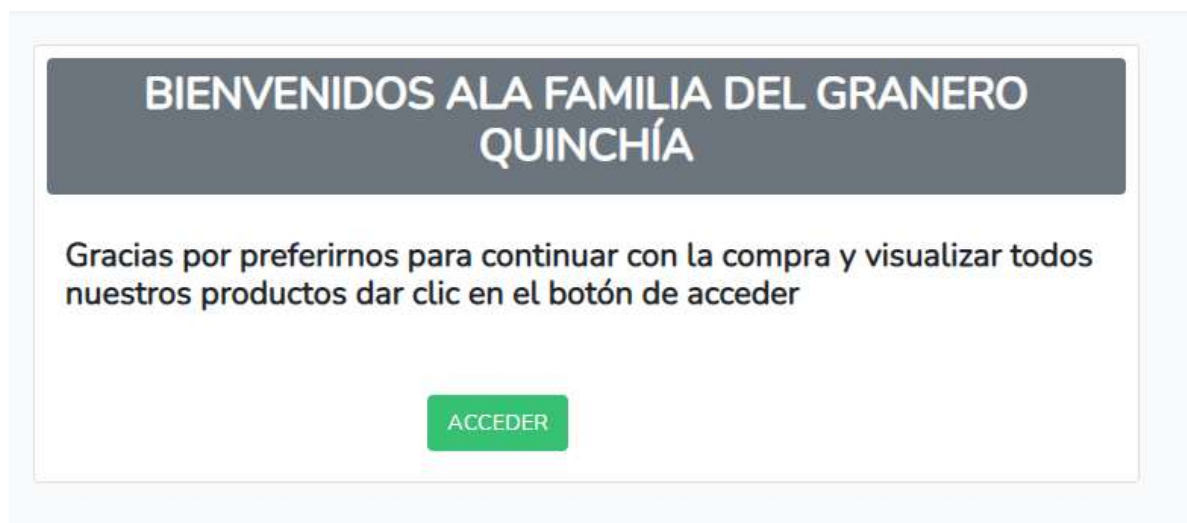 BIENVENIDOS ALA FAMILIA DEL GRANERO
QUINCHÍA
Gracias por preferirnos para continuar con la compra y visualizar todos
nuestros productos dar clic en el botón de acceder
ACCEDER